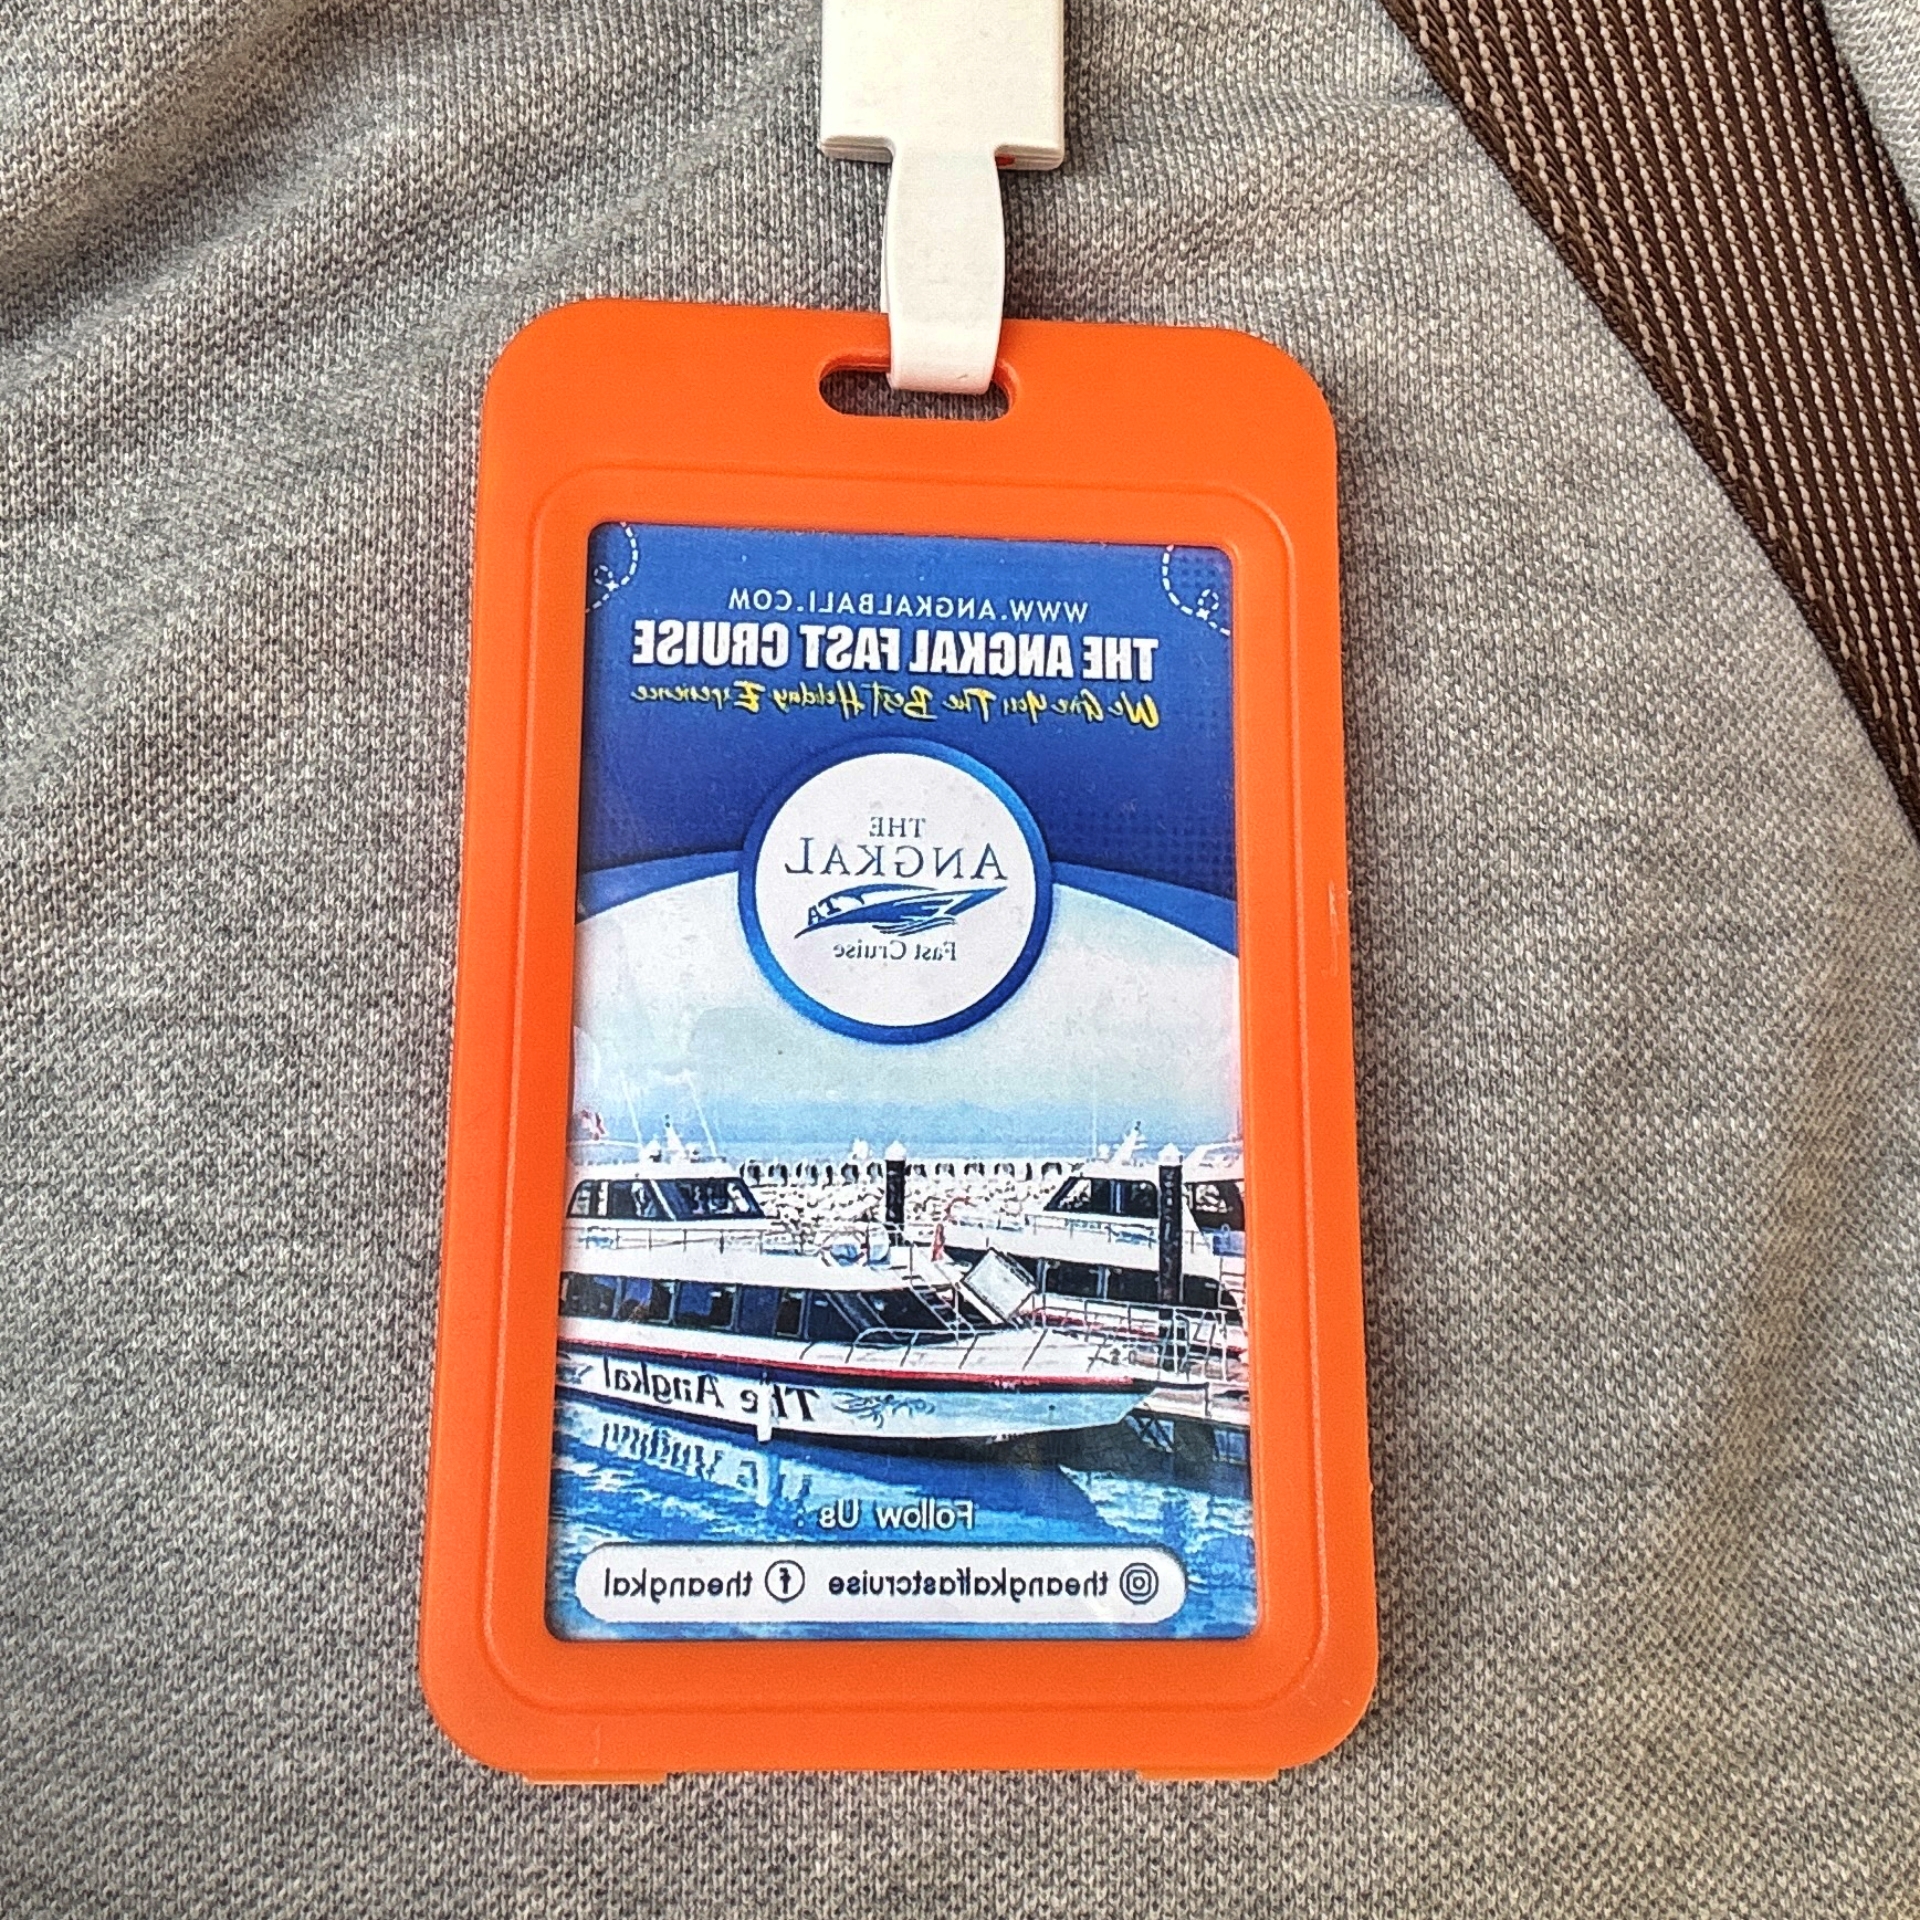 WWW.ANGKALBALI.COM
THE ANGKAL FAST CRUISE
We Give You The Best Holiday Experience
THE
ANGKAL
Fast Cruise
The Angkal
Follow Us :
theangkalfastcruise theangkal